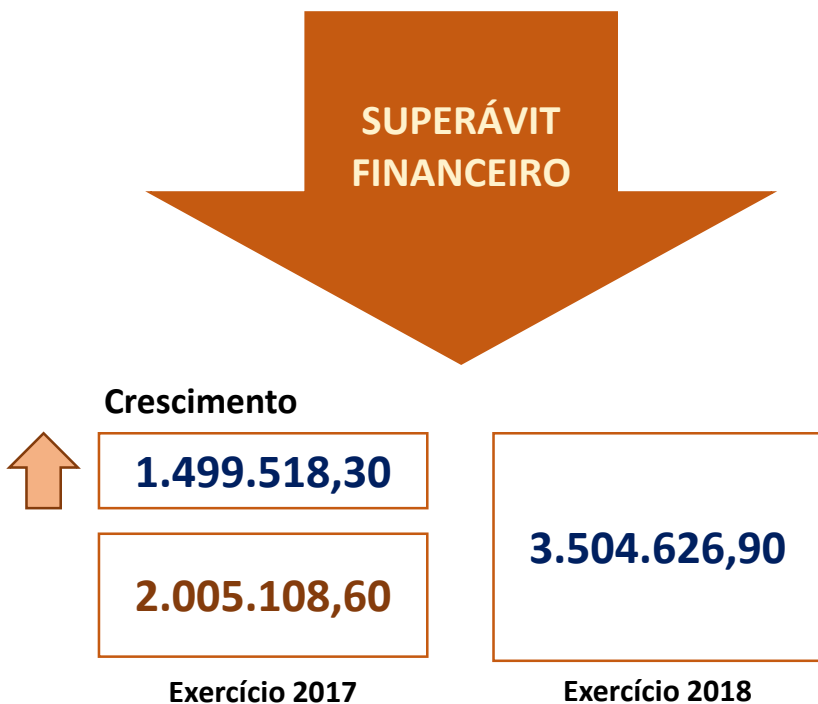 SUPERÁVIT
FINANCEIRO
Crescimento
1.499.518,30
2.005.108,60
Exercício 2017
3.504.626,90
Exercício 2018